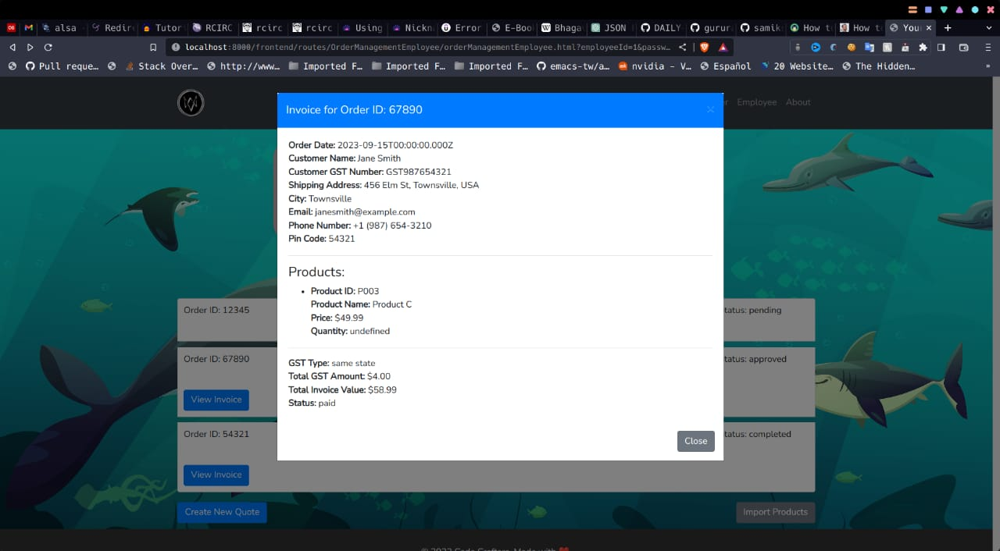 alsa
Redire
Tutor
RCIRC
rcirc
rcirc
Using
Nickn
Error
E-Boo
Bhaga
JSON
DAILY
gurur
samik
How to
How to
Your
localhost:8000/frontend/routes/OrderManagementEmployee/orderManagementEmployee.html?employeeId=1&passw…
Pull reque…
Stack Over…
http://www…
Imported F…
Imported F…
Imported F…
emacs-tw/a…
nvidia - V…
Español
20 Website…
The Hidden…
»
Invoice for Order ID: 67890
Employee
About
Order Date: 2023-09-15T00:00:00.000Z
Customer Name: Jane Smith
Customer GST Number: GST987654321
Shipping Address: 456 Elm St, Townsville, USA
City: Townsville
Email: janesmith@example.com
Phone Number: +1 (987) 654-3210
Pin Code: 54321
Products:
• Product ID: P003
Product Name: Product C
Price: $49.99
Quantity: undefined
GST Type: same state
Total GST Amount: $4.00
Total Invoice Value: $58.99
Status: paid
Close
Order ID: 12345
tatus: pending
Order ID: 67890
tatus: approved
View Invoice
Order ID: 54321
tatus: completed
View Invoice
Create New Quote
Import Products
© 2023 Code Crafters. Made with